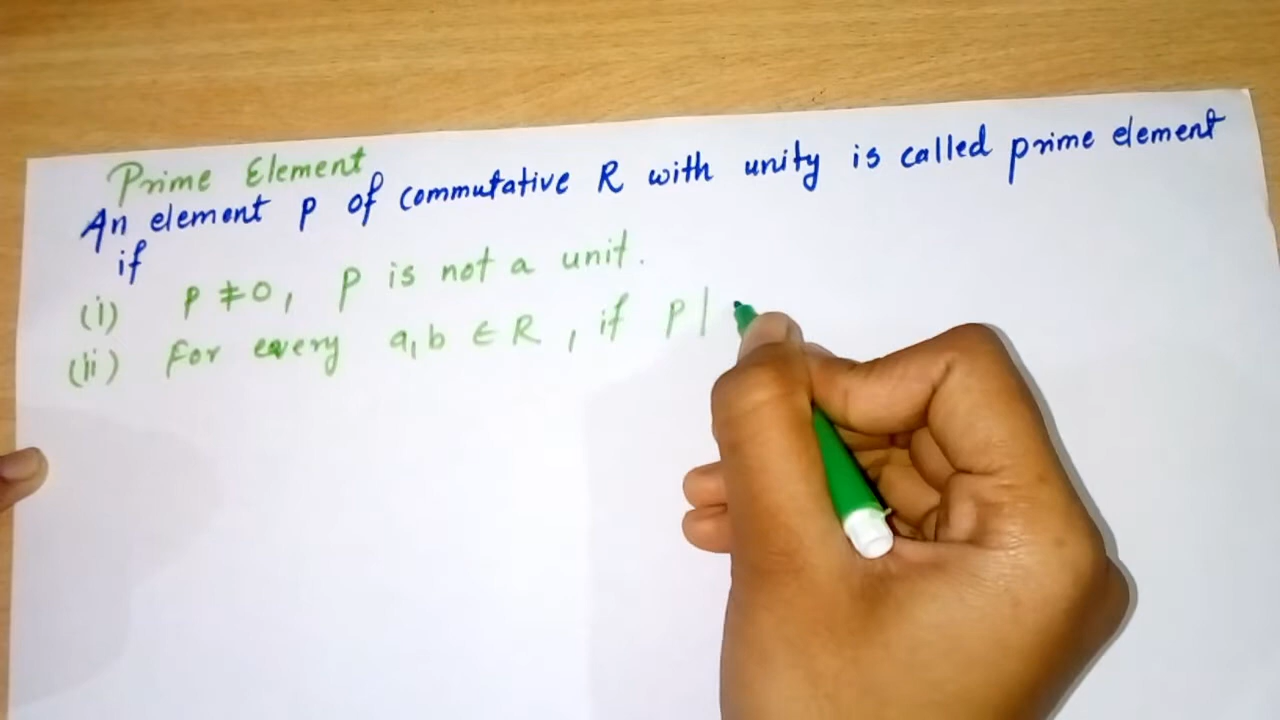 Prime Element
An element p of commutative R with unity is called prime element
if
(i) p ≠ 0, p is not a unit.
(ii) For every a, b ∈ R, if p |